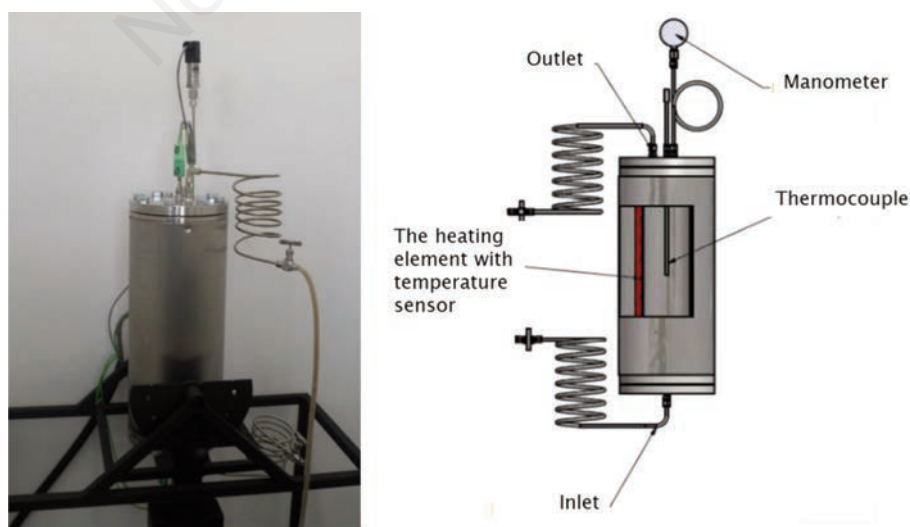 Outlet
Manometer
Thermocouple
The heating
element with
temperature
sensor
Inlet